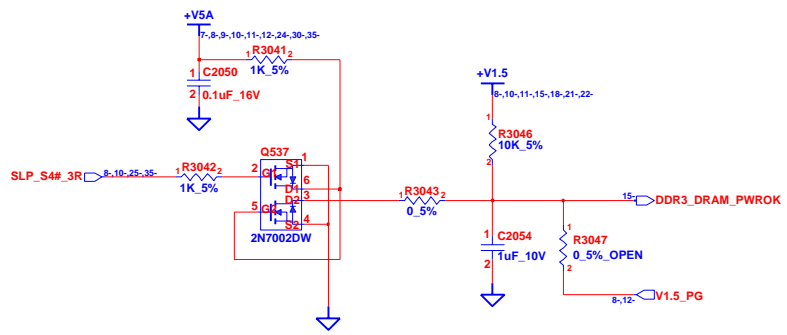 +V5A
7-,8-,9-,10-,11-,12-,24-,30-,35-
1 R3041 2
1K_5%
1 C2050
2 0.1uF_16V
+V1.5
8-,10-,11-,15-,18-,21-,22-
1 R3046
2 10K_5%
Q537
SLP_S4#_3R
8-,10-,25-,35-
1 R3042 2
1K_5%
2 G1 S1 1
D1 6
5 G2 D2 3
S2 4
2N7002DW
1 R3043 2
0_5%
15-
DDR3_DRAM_PWROK
1 C2054
2 1uF_10V
1 R3047
2 0_5%_OPEN
8-,12-
V1.5_PG